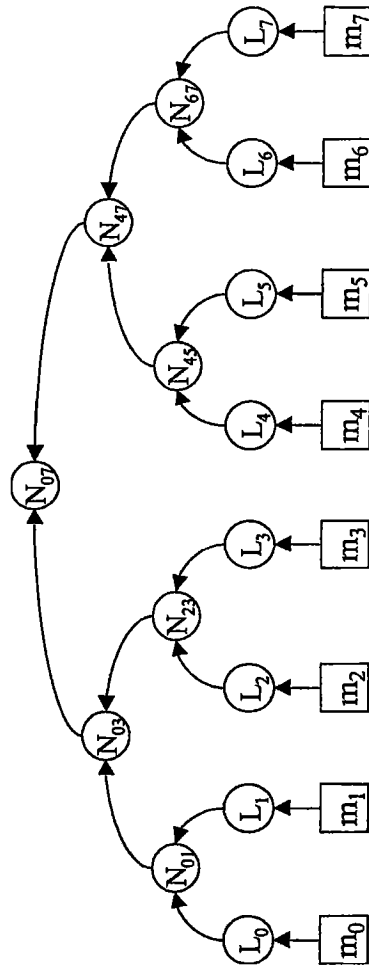 N₀₇
N₀₃ N₄₇
N₀₁ N₂₃ N₄₅ N₆₇
L₀ L₁ L₂ L₃ L₄ L₅ L₆ L₇
m₀ m₁ m₂ m₃ m₄ m₅ m₆ m₇